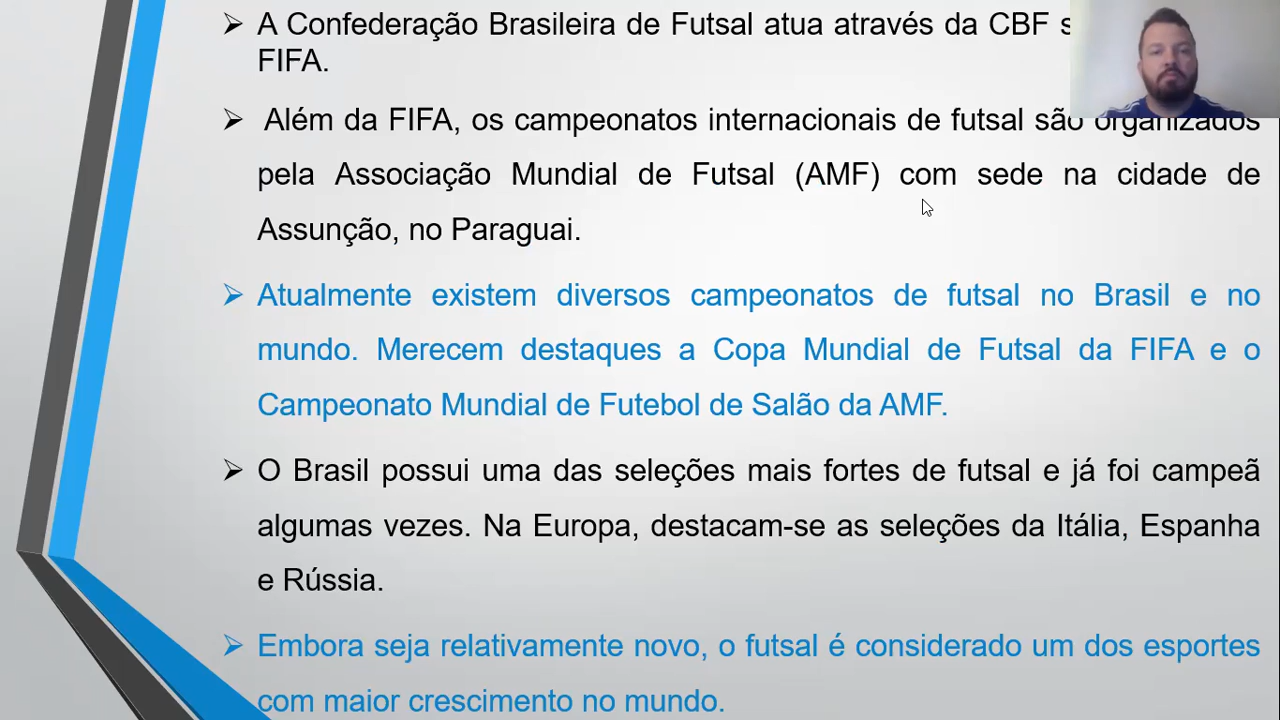 ➢ A Confederação Brasileira de Futsal atua através da CBF
FIFA.
➢ Além da FIFA, os campeonatos internacionais de futsal são organizados
pela Associação Mundial de Futsal (AMF) com sede na cidade de
Assunção, no Paraguai.
➢ Atualmente existem diversos campeonatos de futsal no Brasil e no
mundo. Merecem destaques a Copa Mundial de Futsal da FIFA e o
Campeonato Mundial de Futebol de Salão da AMF.
➢ O Brasil possui uma das seleções mais fortes de futsal e já foi campeã
algumas vezes. Na Europa, destacam-se as seleções da Itália, Espanha
e Rússia.
➢ Embora seja relativamente novo, o futsal é considerado um dos esportes
com maior crescimento no mundo.